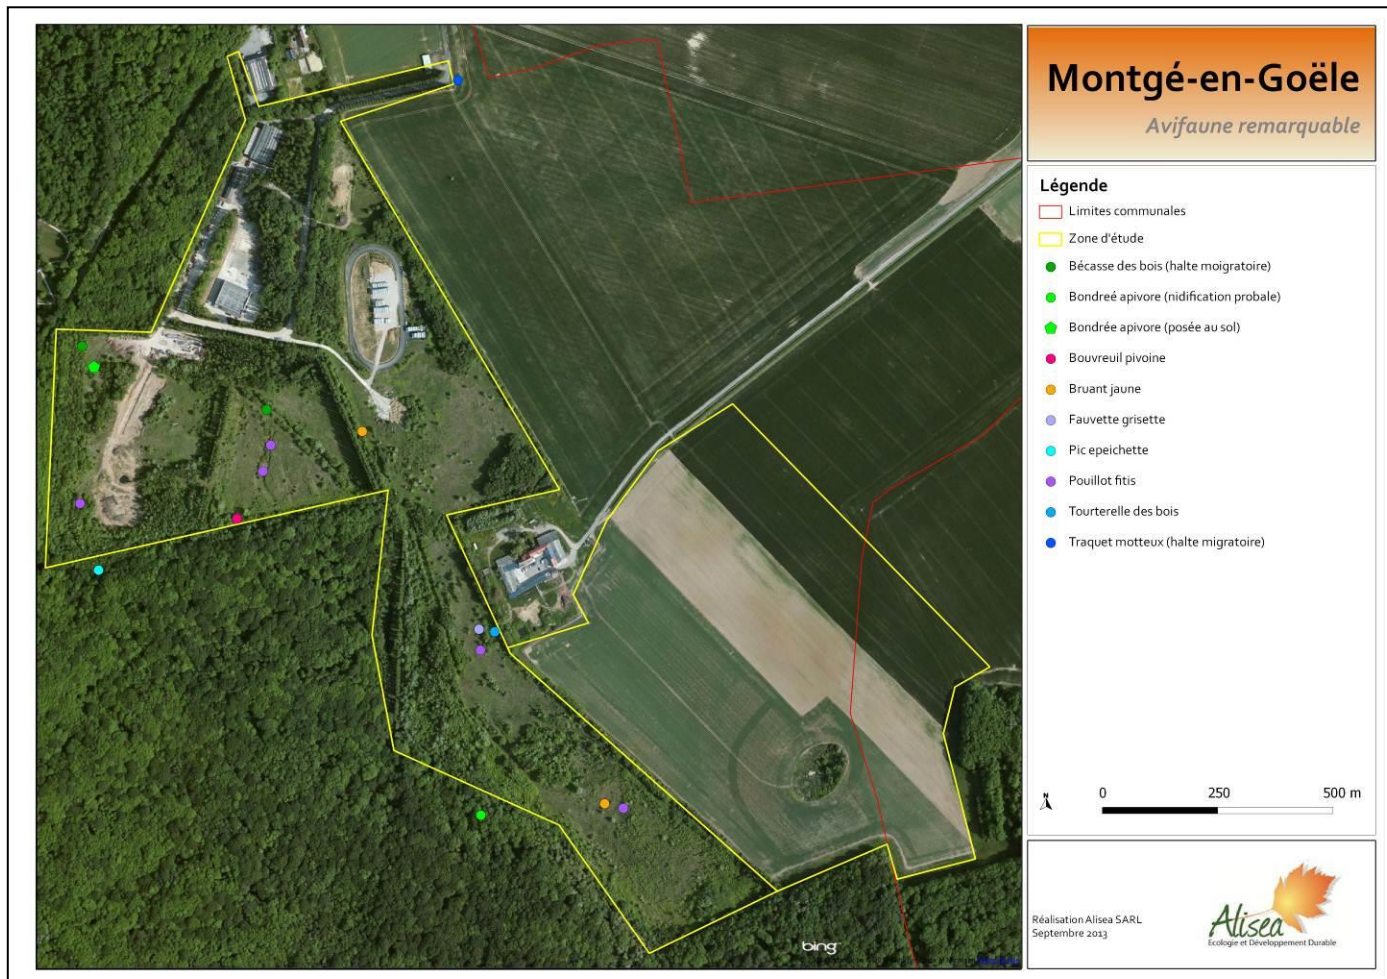 Montgé-en-Goële
Avifaune remarquable
Légende
Limites communales
Zone d'étude
Bécasse des bois (halte moigratoire)
Bondreé apivore (nidification probale)
Bondrée apivore (posée au sol)
Bouvreuil pivoine
Bruant jaune
Fauvette grisette
Pic epeichette
Pouillot fitis
Tourterelle des bois
Traquet motteux (halte migratoire)
N
0 250 500 m
Réalisation Alisea SARL
Septembre 2013
Alisea
Ecologie et Développement Durable
bing